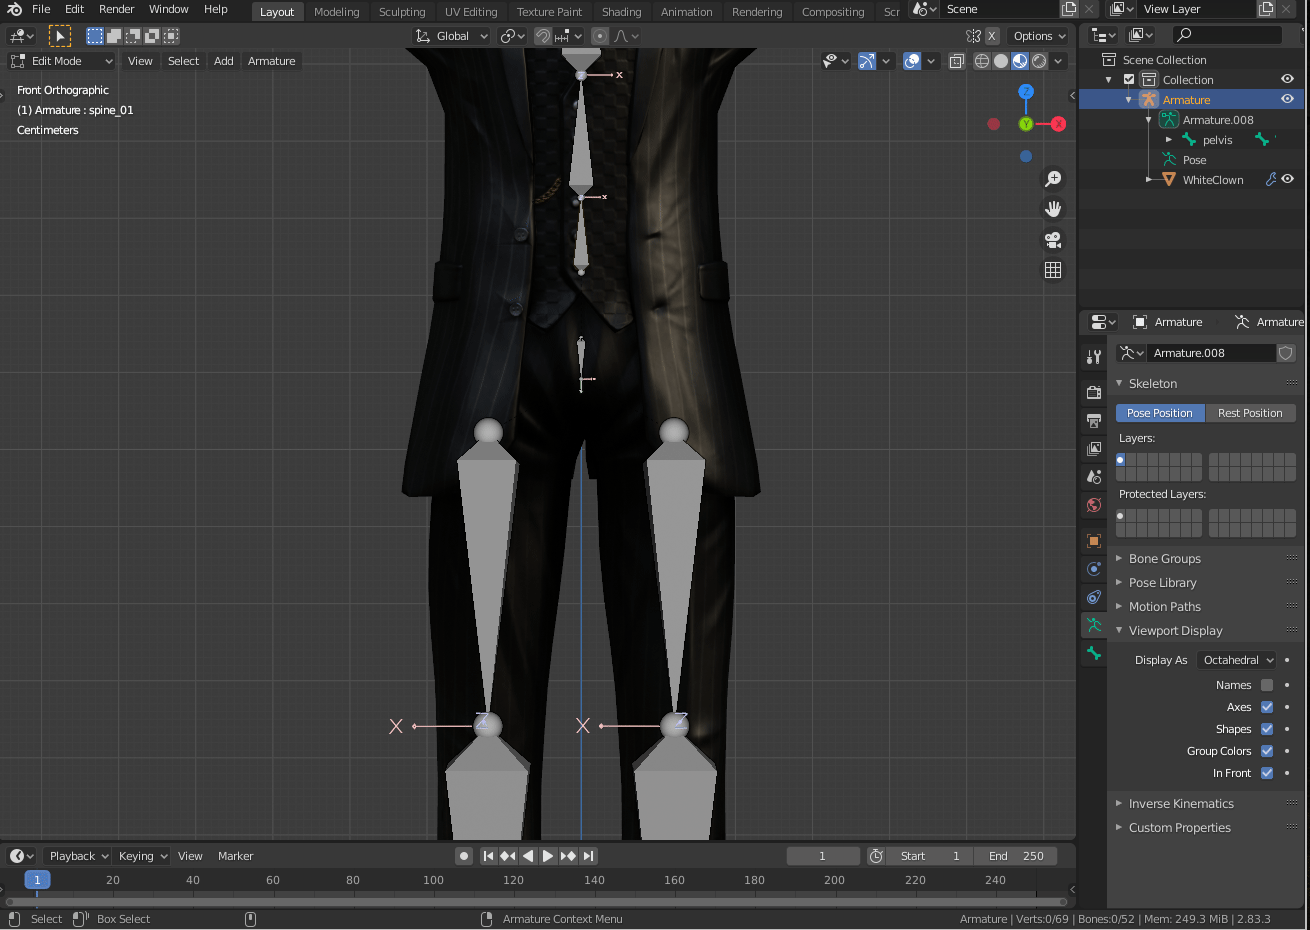 File Edit Render Window Help Layout Modeling Sculpting UV Editing Texture Paint Shading Animation Rendering Compositing Scr Scene View Layer
Global Options
Edit Mode View Select Add Armature
Front Orthographic
(1) Armature : spine_01
Centimeters
X
X
Z
Y
X
X
Z
X
Z
Scene Collection
Collection
Armature
Armature.008
pelvis
Pose
WhiteClown
Armature Armature
Armature.008
Skeleton
Pose Position Rest Position
Layers:
Protected Layers:
Bone Groups
Pose Library
Motion Paths
Viewport Display
Display As Octahedral
Names
Axes
Shapes
Group Colors
In Front
Inverse Kinematics
Custom Properties
Playback Keying View Marker 1 Start 1 End 250
1 20 40 60 80 100 120 140 160 180 200 220 240
Select Box Select Armature Context Menu Armature | Verts:0/69 | Bones:0/52 | Mem: 249.3 MiB | 2.83.3